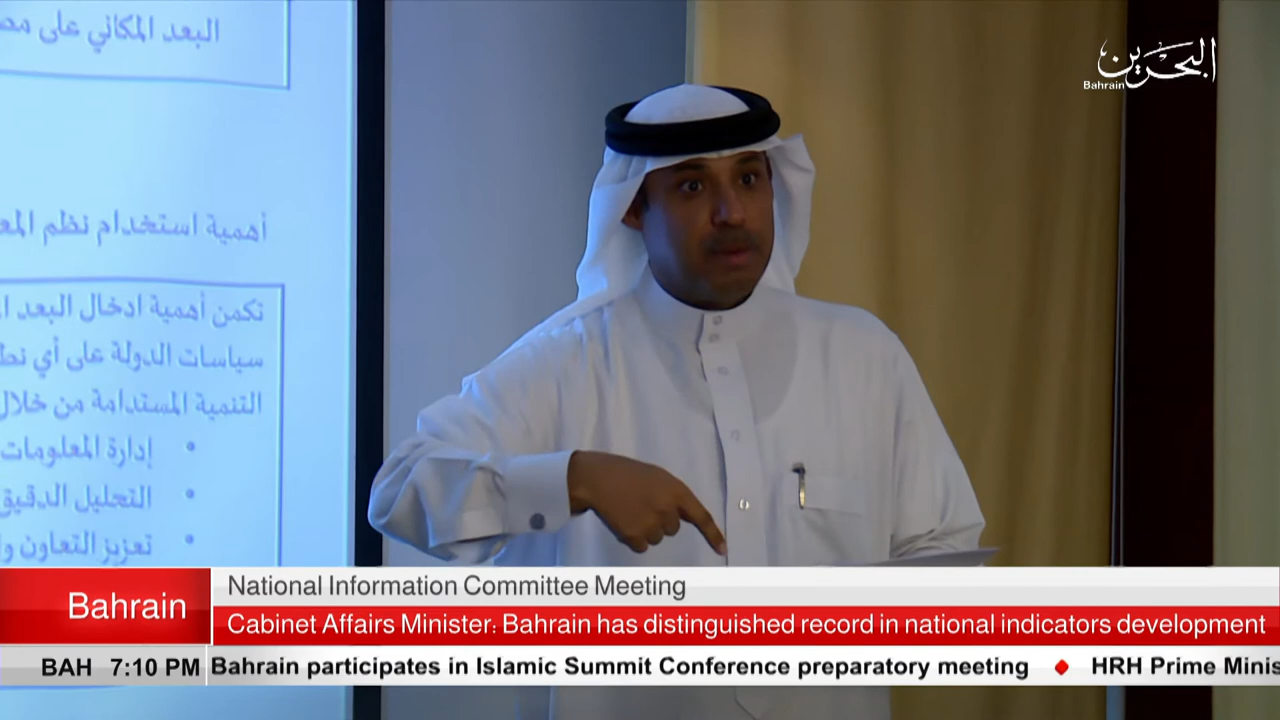 البعد المكاني على
البحرين
Bahrain
أهمية استخدام نظم
تكمن أهمية ادخال البعد
سياسات الدولة على أي
التنمية المستدامة من خلال
• إدارة المعلومات
• التحليل الدقيق
• تعزيز التعاون
Bahrain
National Information Committee Meeting
Cabinet Affairs Minister: Bahrain has distinguished record in national indicators development
BAH 7:10 PM Bahrain participates in Islamic Summit Conference preparatory meeting • HRH Prime